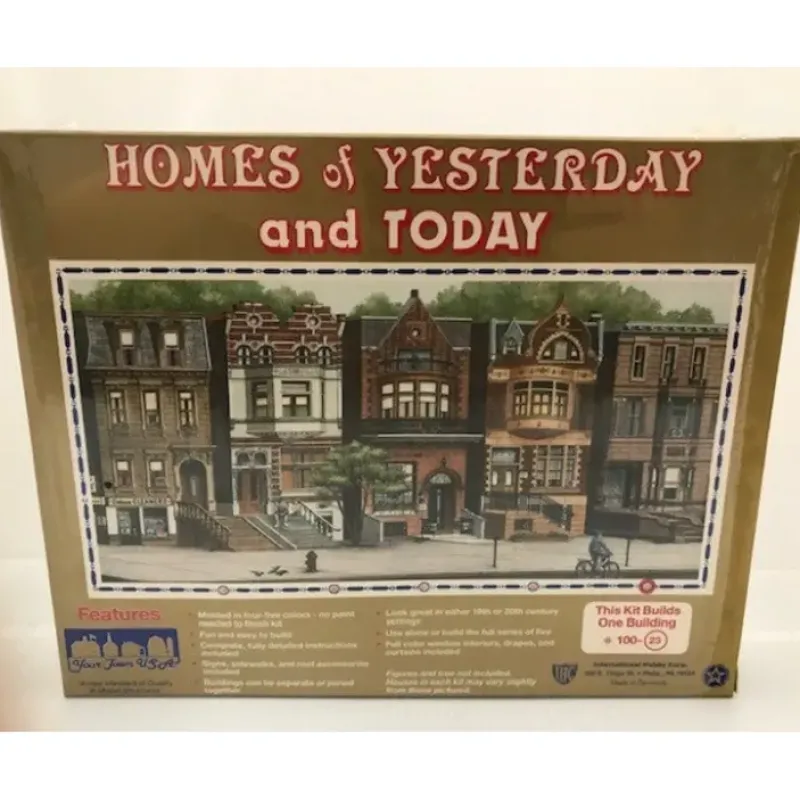 HOMES of YESTERDAY
and TODAY
Features
Your Town USA
• Molded in four-five colors - no paint
needed to finish kit
• Fun and easy to build
• Complete, fully detailed instructions
included
• Signs, sidewalks, and roof accessories
included
• Buildings can be separate or joined
together
• Look great in either 19th or 20th century
settings
• Use alone or build the full series of five
• Full color window interiors, drapes, and
curtains included
Figures and tree not included.
Houses in each kit may vary slightly
from those pictured.
This Kit Builds
One Building
# 100- 23
IHC
International Hobby Corp.
Made in Germany